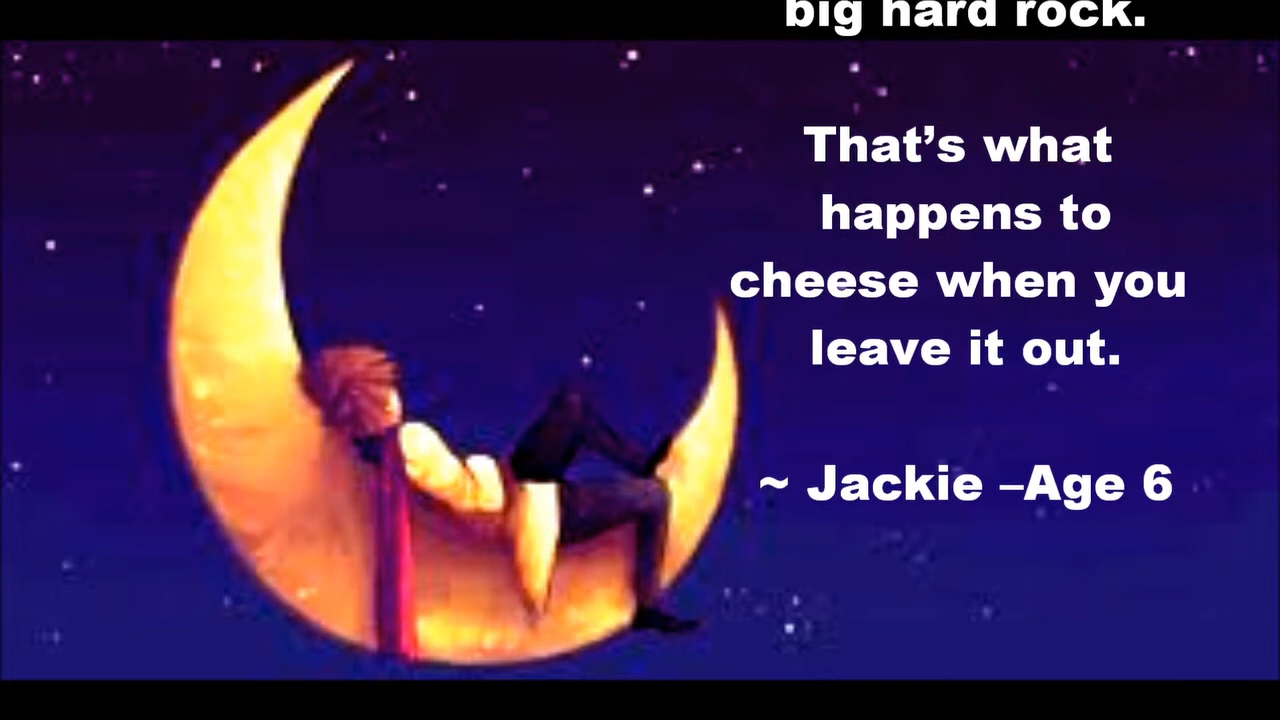 big hard rock.
That’s what
happens to
cheese when you
leave it out.
~ Jackie –Age 6